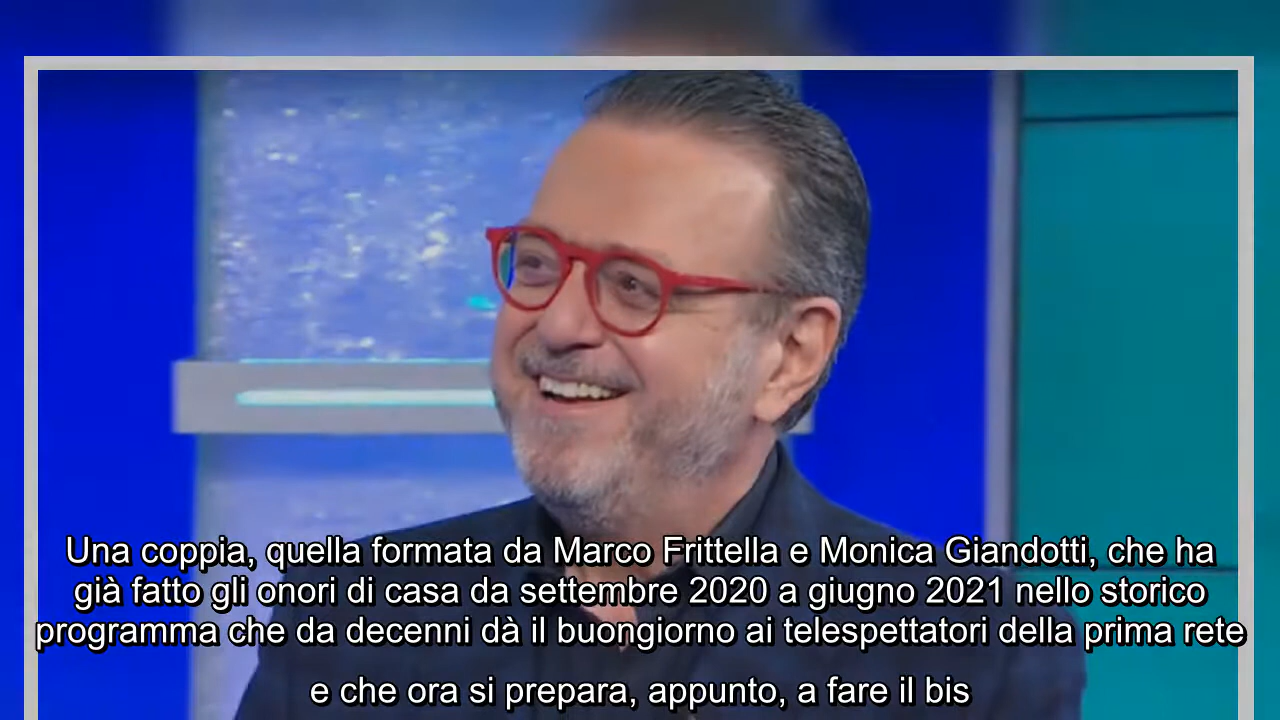 Una coppia, quella formata da Marco Frittella e Monica Giandotti, che ha
già fatto gli onori di casa da settembre 2020 a giugno 2021 nello storico
programma che da decenni dà il buongiorno ai telespettatori della prima rete
e che ora si prepara, appunto, a fare il bis